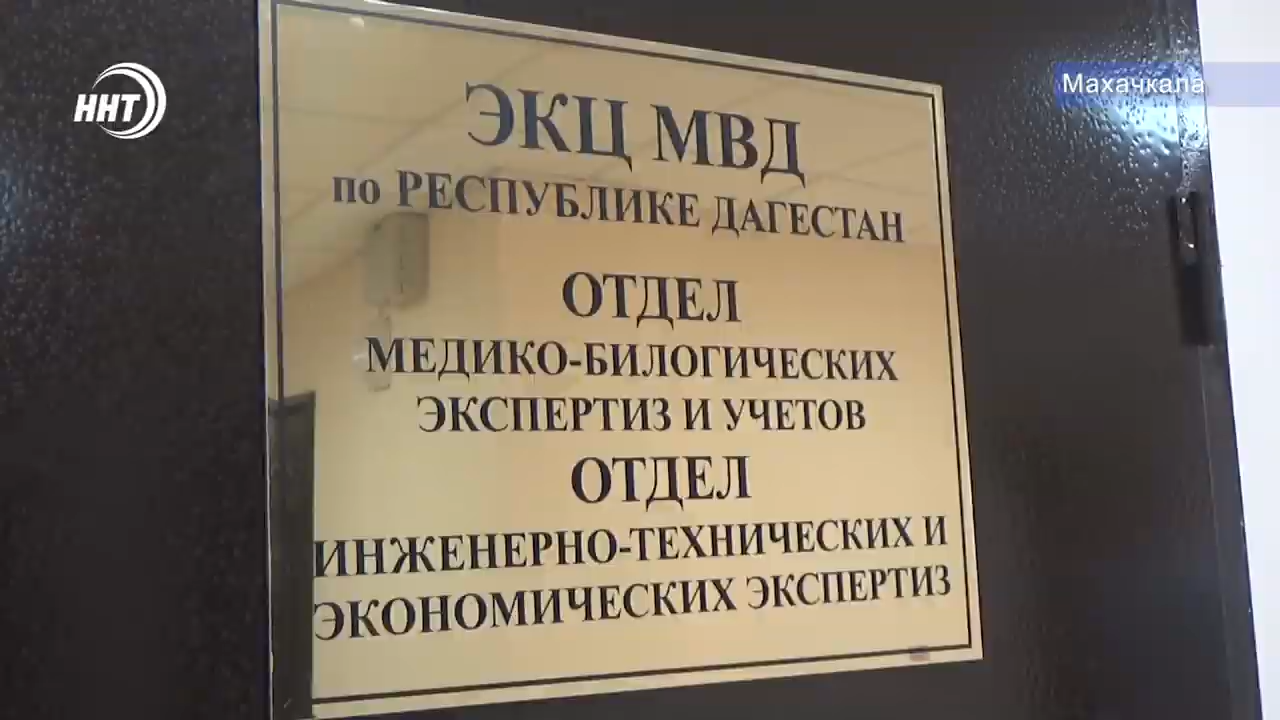 ННТ
Махачкала
ЭКЦ МВД
по РЕСПУБЛИКЕ ДАГЕСТАН
ОТДЕЛ
МЕДИКО-БИЛОГИЧЕСКИХ
ЭКСПЕРТИЗ И УЧЕТОВ
ОТДЕЛ
ИНЖЕНЕРНО-ТЕХНИЧЕСКИХ И
ЭКОНОМИЧЕСКИХ ЭКСПЕРТИЗ